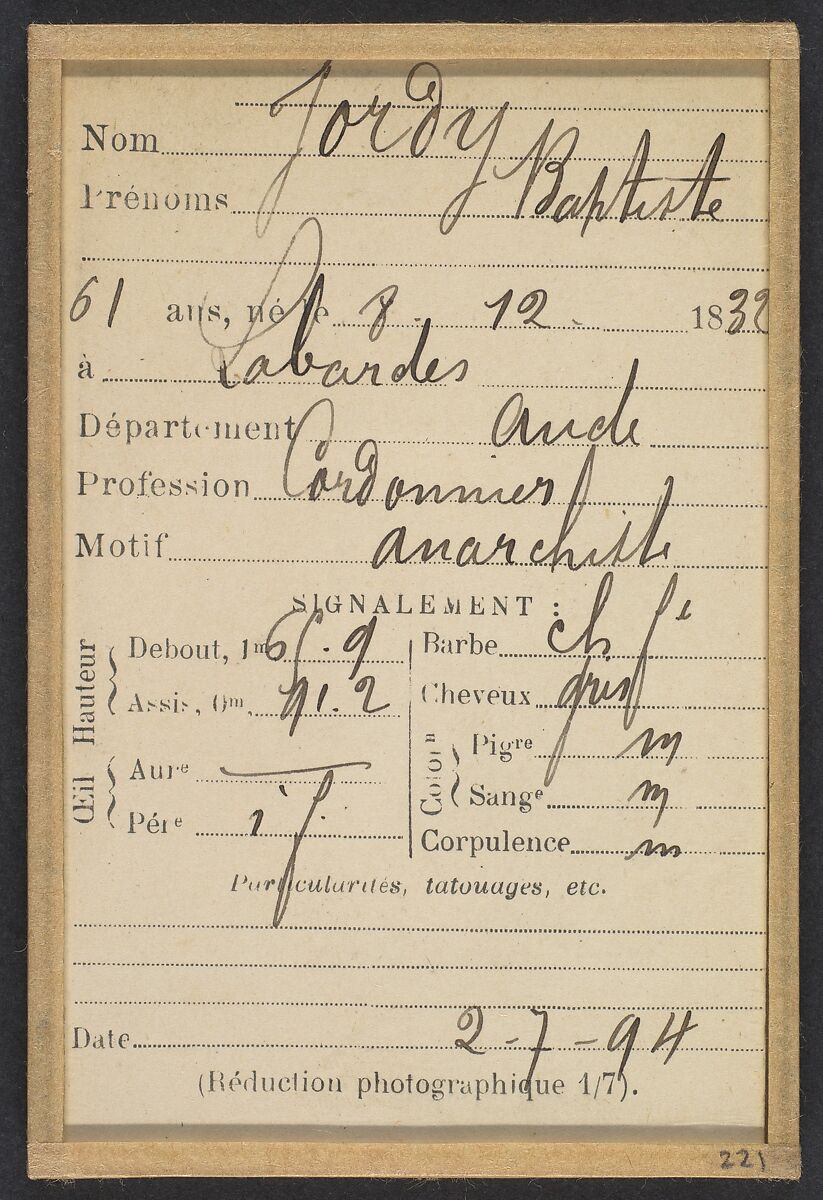 Nom Jordy
Prénoms Baptiste
61 ans, né le 8 - 12 - 1832
à Labardes
Département Aude
Profession Cordonnier
Motif anarchiste
SIGNALEMENT :
Hauteur
Debout, 1m 65.9
Assis, 0m, 91.2
Œil
Aure —
Pére i f
Barbe ch fé
Cheveux gris
Coloron
Pigre m
Sange m
Corpulence m
Particularités, tatouages, etc.
Date 2-7-94
(Réduction photographique 1/7).
221